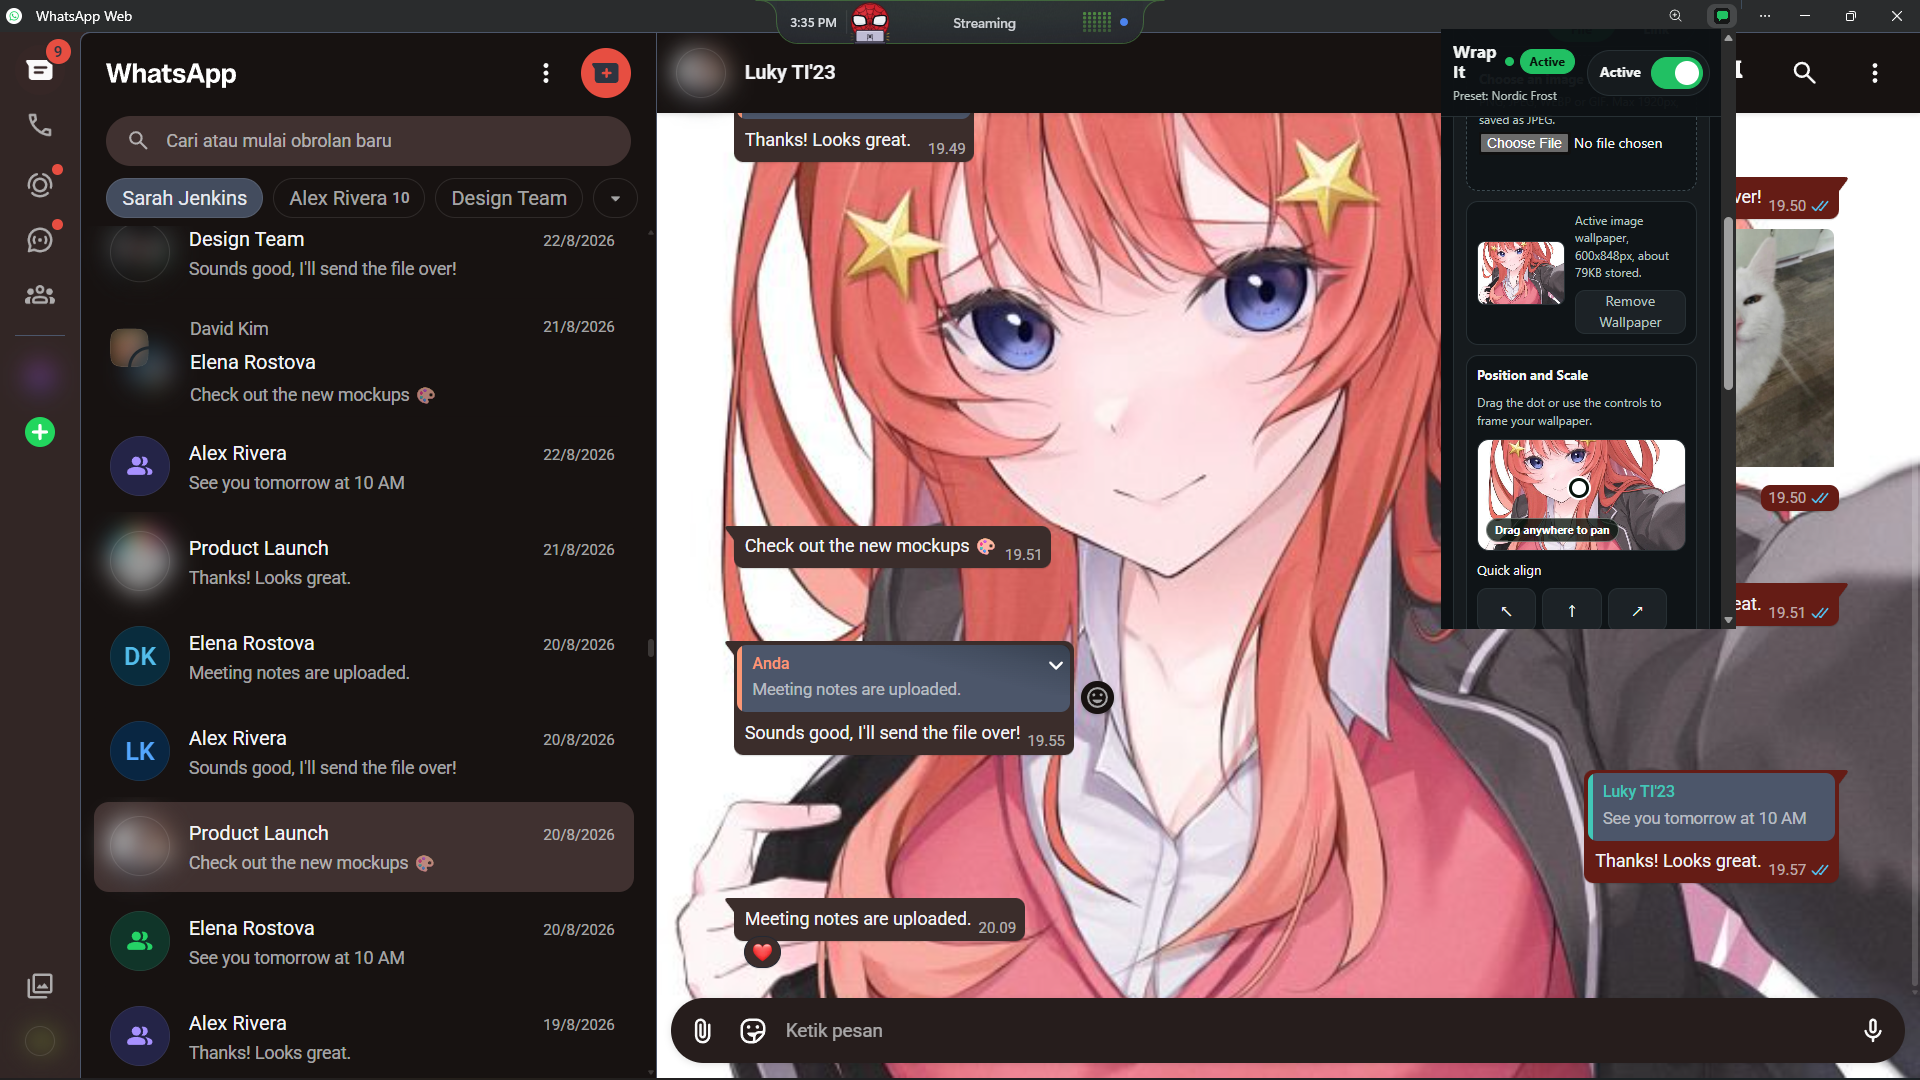 WhatsApp Web
3:35 PM
Streaming
9
WhatsApp
Cari atau mulai obrolan baru
Sarah Jenkins
Alex Rivera 10
Design Team
Design Team
22/8/2026
Sounds good, I'll send the file over!
David Kim
21/8/2026
Elena Rostova
Check out the new mockups 🎨
Alex Rivera
22/8/2026
See you tomorrow at 10 AM
Product Launch
21/8/2026
Thanks! Looks great.
DK
Elena Rostova
20/8/2026
Meeting notes are uploaded.
LK
Alex Rivera
20/8/2026
Sounds good, I'll send the file over!
Product Launch
20/8/2026
Check out the new mockups 🎨
Elena Rostova
20/8/2026
See you tomorrow at 10 AM
Alex Rivera
19/8/2026
Thanks! Looks great.
Luky TI'23
Thanks! Looks great. 19.49
ver! 19.50
19.50
Check out the new mockups 🎨 19.51
eat. 19.51
Anda
Meeting notes are uploaded.
Sounds good, I'll send the file over! 19.55
Luky TI'23
See you tomorrow at 10 AM
Thanks! Looks great. 19.57
Meeting notes are uploaded. 20.09
❤️
Ketik pesan
Wrap
It
Active
Active
Preset: Nordic Frost
saved as JPEG.
Choose File No file chosen
Active image
wallpaper,
600x848px, about
79KB stored.
Remove
Wallpaper
Position and Scale
Drag the dot or use the controls to
frame your wallpaper.
Drag anywhere to pan
Quick align
↖ ↑ ↗